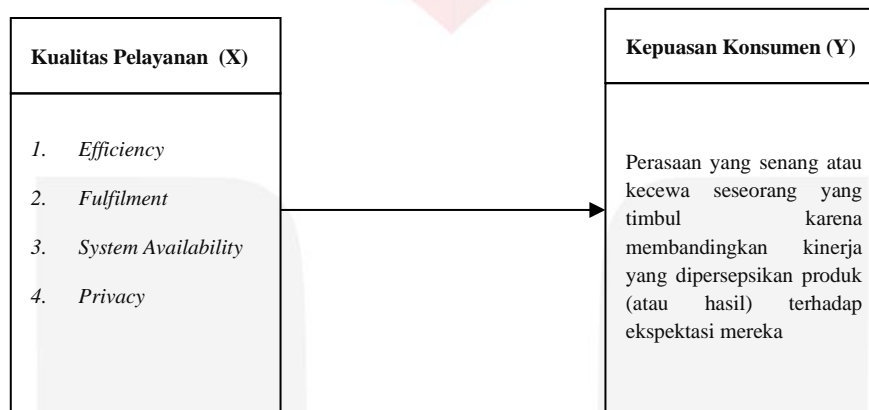 Kualitas Pelayanan (X)
1. Efficiency
2. Fulfilment
3. System Availability
4. Privacy
Kepuasan Konsumen (Y)
Perasaan yang senang atau
kecewa seseorang yang
timbul karena
membandingkan kinerja
yang dipersepsikan produk
(atau hasil) terhadap
ekspektasi mereka